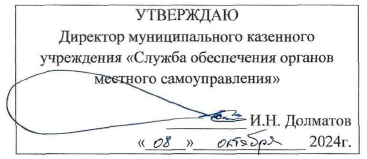 УТВЕРЖДАЮ
Директор муниципального казенного
учреждения «Служба обеспечения органов
местного самоуправления»
И.Н. Долматов
«08» октября 2024г.